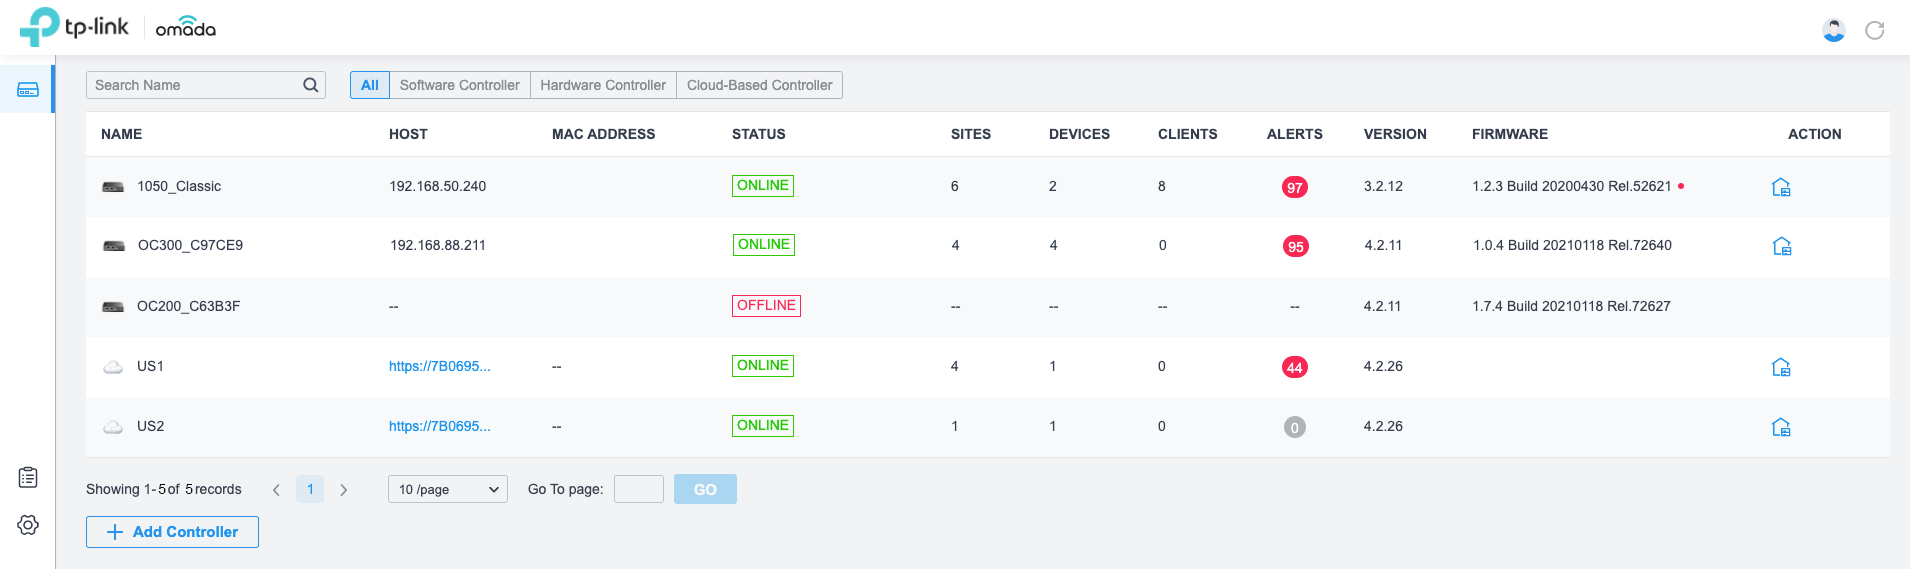 tp-link omada
Search Name All Software Controller Hardware Controller Cloud-Based Controller
NAME HOST MAC ADDRESS STATUS SITES DEVICES CLIENTS ALERTS VERSION FIRMWARE ACTION
1050_Classic 192.168.50.240 ONLINE 6 2 8 97 3.2.12 1.2.3 Build 20200430 Rel.52621
OC300_C97CE9 192.168.88.211 ONLINE 4 4 0 95 4.2.11 1.0.4 Build 20210118 Rel.72640
OC200_C63B3F -- OFFLINE -- -- -- -- 4.2.11 1.7.4 Build 20210118 Rel.72627
US1 https://7B0695... -- ONLINE 4 1 0 44 4.2.26
US2 https://7B0695... -- ONLINE 1 1 0 0 4.2.26
Showing 1-5of 5records < 1 > 10 /page Go To page: GO
+ Add Controller